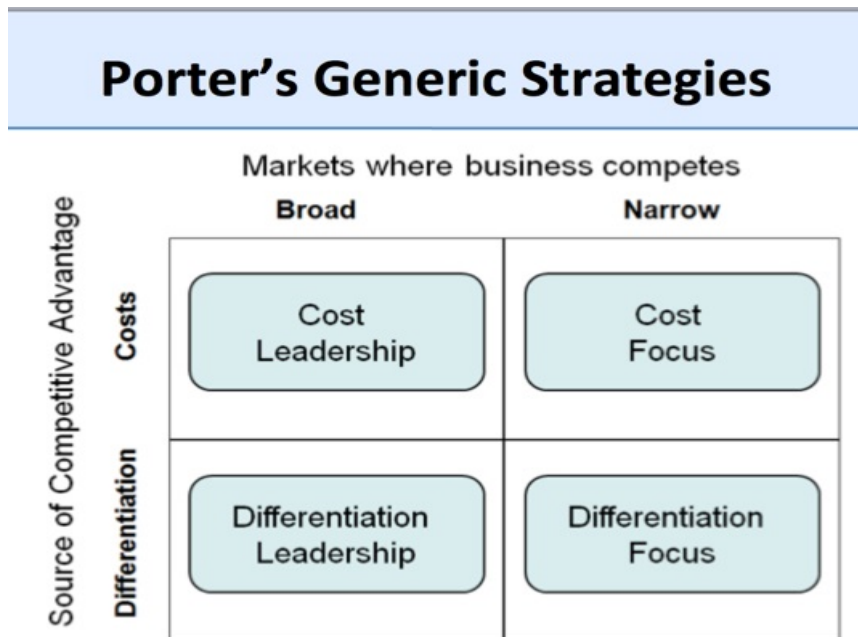 Porter's Generic Strategies
Markets where business competes
Broad
Narrow
Source of Competitive Advantage
Costs
Cost
Leadership
Cost
Focus
Differentiation
Differentiation
Leadership
Differentiation
Focus